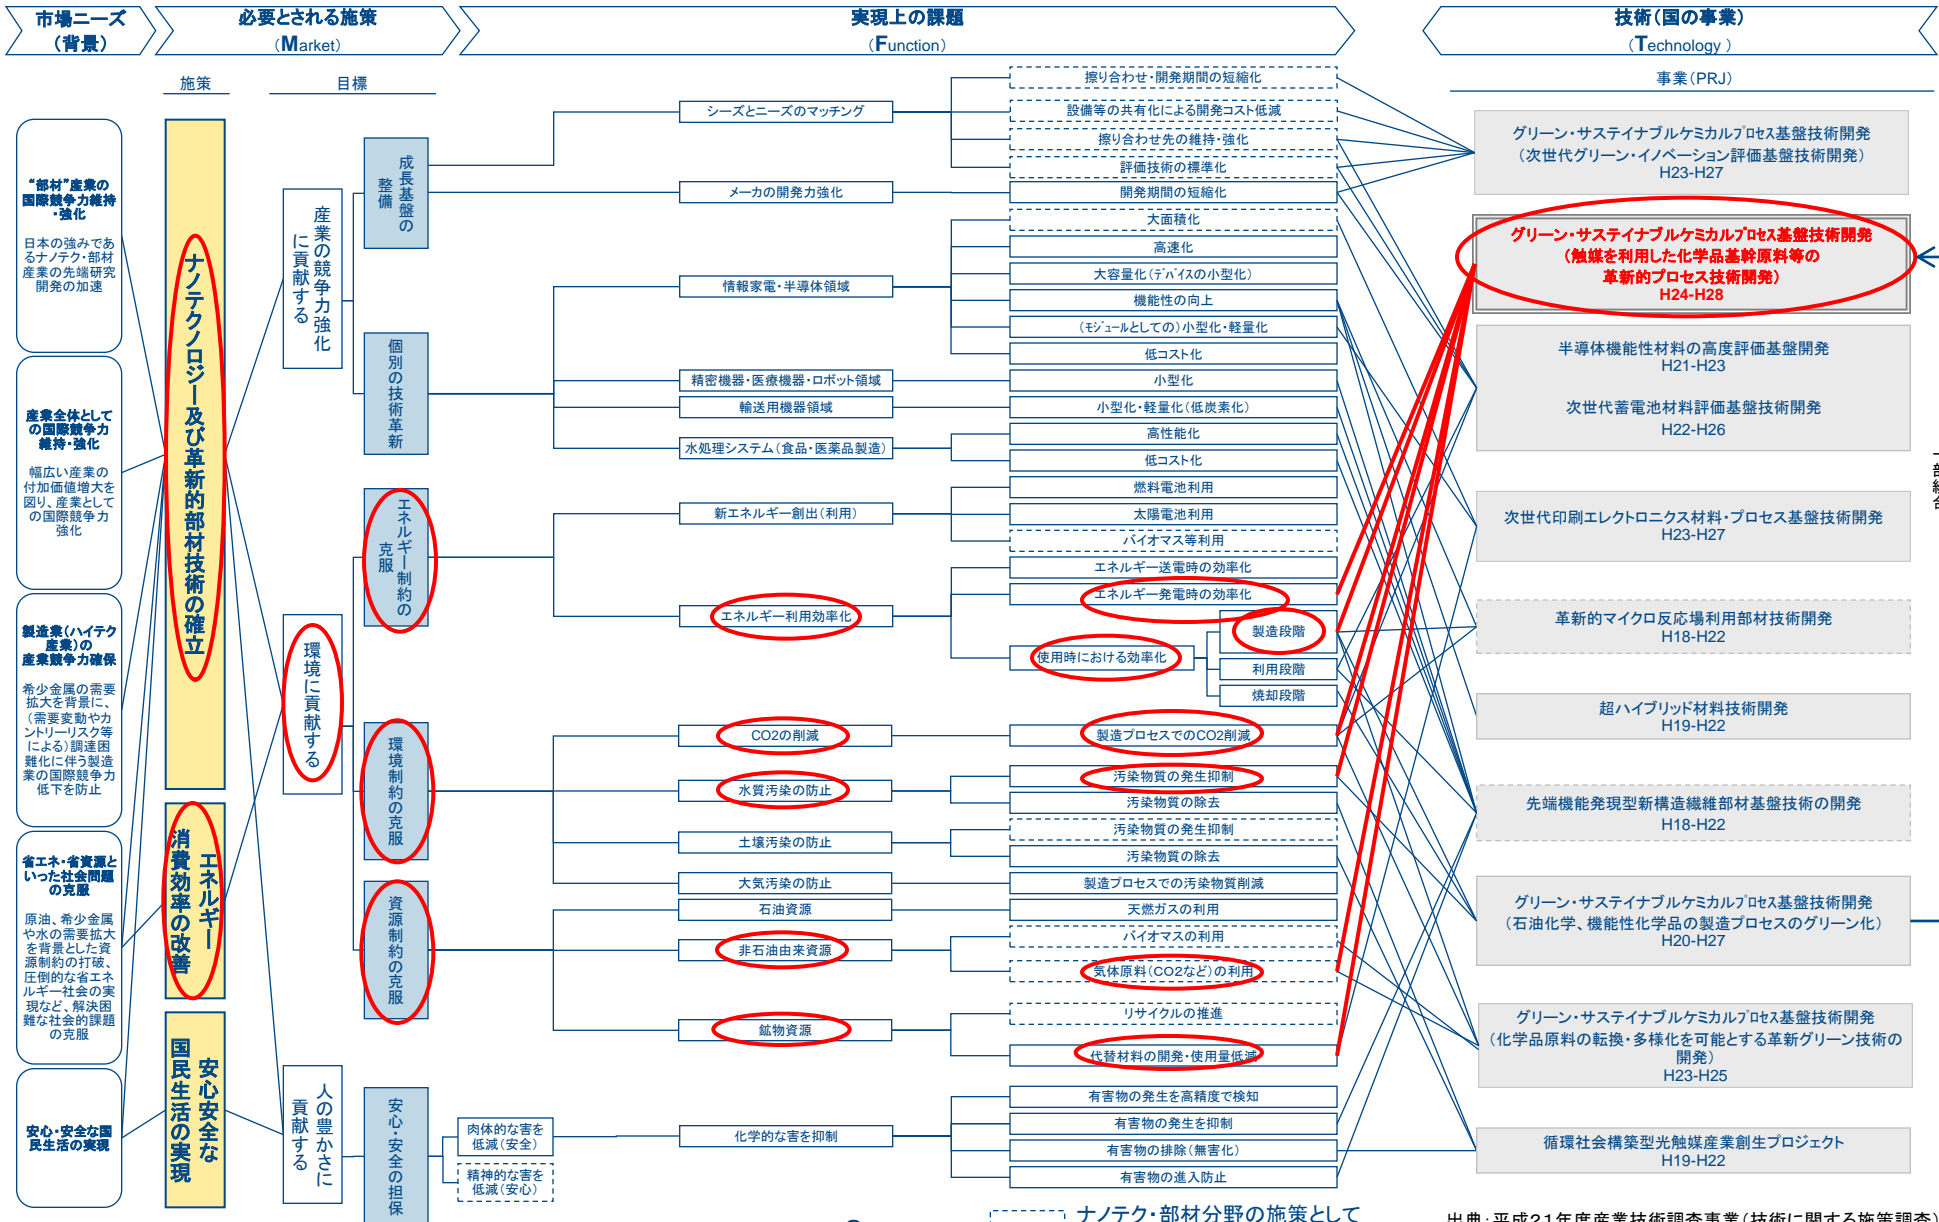 市場ニーズ
（背景）
必要とされる施策
（Market）
実現上の課題
（Function）
技術（国の事業）
（Technology ）
施策
目標
事業（PRJ）
“部材”産業の
国際競争力維持
・強化
日本の強みであ
るナノテク・部材
産業の先端研究
開発の加速
産業全体として
の国際競争力
維持・強化
幅広い産業の
付加価値増大を
図り、産業として
の国際競争力
強化
製造業（ハイテク
産業）の
産業競争力確保
希少金属の需要
拡大を背景に、
（需要変動やカ
ントリーリスク等
による）調達困
難化に伴う製造
業の国際競争力
低下を防止
省エネ・省資源と
いった社会問題
の克服
原油、希少金属
や水の需要拡大
を背景とした資
源制約の打破、
圧倒的な省エネ
ルギー社会の実
現など、解決困
難な社会的課題
の克服
安心・安全な国
民生活の実現
ナノテクノロジー及び革新的部材技術の確立
エネルギー
消費効率の改善
安心安全な
国民生活の実現
産業の競争力強化
に貢献する
環境に貢献する
人の豊かさに
貢献する
成長基盤の
整備
個別の技術革新
エネルギー制約の
克服
環境制約の克服
資源制約の克服
安心・安全の担保
肉体的な害を
低減（安全）
精神的な害を
低減（安心）
シーズとニーズのマッチング
メーカの開発力強化
情報家電・半導体領域
精密機器・医療機器・ロボット領域
輸送用機器領域
水処理システム（食品・医薬品製造）
新エネルギー創出（利用）
エネルギー利用効率化
CO2の削減
水質汚染の防止
土壌汚染の防止
大気汚染の防止
石油資源
非石油由来資源
鉱物資源
化学的な害を抑制
擦り合わせ・開発期間の短縮化
設備等の共有化による開発コスト低減
擦り合わせ先の維持・強化
評価技術の標準化
開発期間の短縮化
大面積化
高速化
大容量化（デバイスの小型化）
機能性の向上
（モジュールとしての）小型化・軽量化
低コスト化
小型化
小型化・軽量化（低炭素化）
高性能化
低コスト化
燃料電池利用
太陽電池利用
バイオマス等利用
エネルギー送電時の効率化
エネルギー発電時の効率化
使用時における効率化
製造段階
利用段階
焼却段階
製造プロセスでのCO2削減
汚染物質の発生抑制
汚染物質の除去
汚染物質の発生抑制
汚染物質の除去
製造プロセスでの汚染物質削減
天燃ガスの利用
バイオマスの利用
気体原料（CO2など）の利用
リサイクルの推進
代替材料の開発・使用量低減
有害物の発生を高精度で検知
有害物の発生を抑制
有害物の排除（無害化）
有害物の進入防止
グリーン・サステイナブルケミカルプロセス基盤技術開発
（次世代グリーン・イノベーション評価基盤技術開発）
H23-H27
グリーン・サステイナブルケミカルプロセス基盤技術開発
（触媒を利用した化学品基幹原料等の
革新的プロセス技術開発）
H24-H28
半導体機能性材料の高度評価基盤開発
H21-H23
次世代蓄電池材料評価基盤技術開発
H22-H26
次世代印刷エレクトロニクス材料・プロセス基盤技術開発
H23-H27
革新的マイクロ反応場利用部材技術開発
H18-H22
超ハイブリッド材料技術開発
H19-H22
先端機能発現型新構造繊維部材基盤技術の開発
H18-H22
グリーン・サステイナブルケミカルプロセス基盤技術開発
（石油化学、機能性化学品の製造プロセスのグリーン化）
H20-H27
グリーン・サステイナブルケミカルプロセス基盤技術開発
（化学品原料の転換・多様化を可能とする革新グリーン技術の
開発）
H23-H25
循環社会構築型光触媒産業創生プロジェクト
H19-H22
ナノテク・部材分野の施策として
出典：平成21年度産業技術調査事業（技術に関する施策調査）